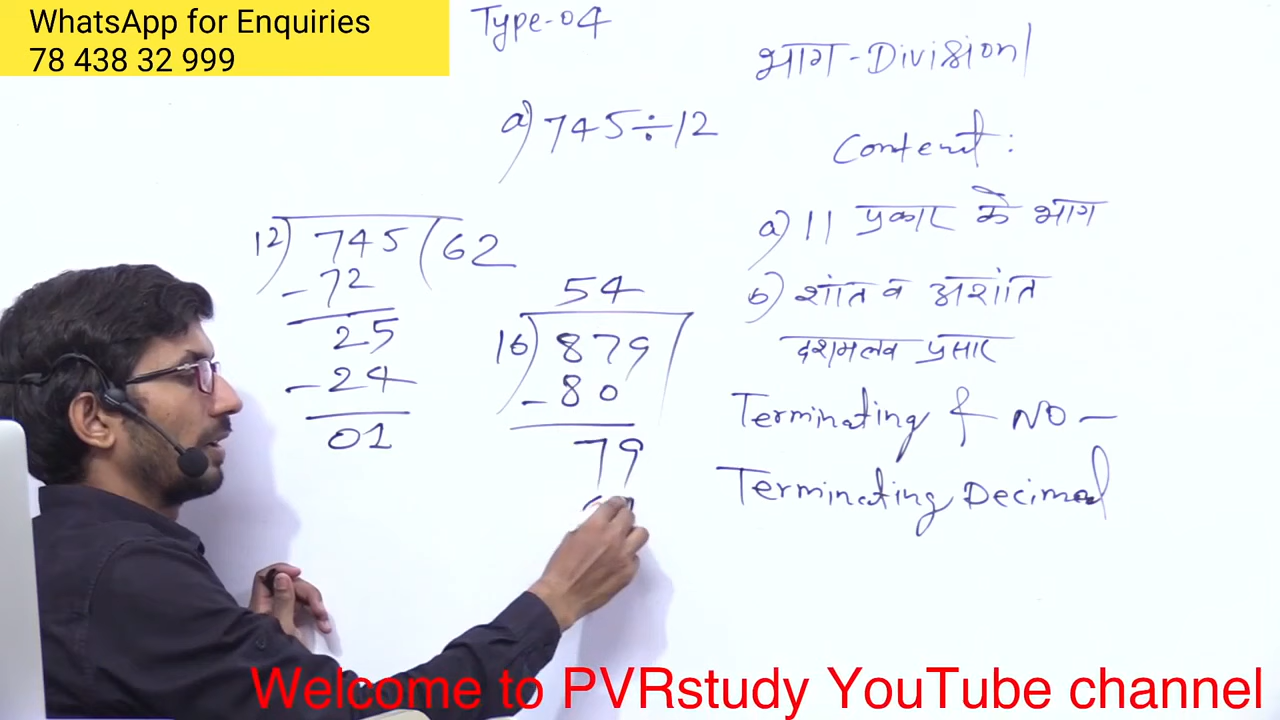 WhatsApp for Enquiries
78 438 32 999
Type-04
भाग-Division
a) 745÷12
Content:
a) 11 प्रकार के भाग
b) शांत व अशांत
दशमलव प्रसार
Terminating & NO-
Terminating Decimal
12) 745 (62
-72
25
-24
01
54
16) 879
-80
79
Welcome to PVRstudy YouTube channel